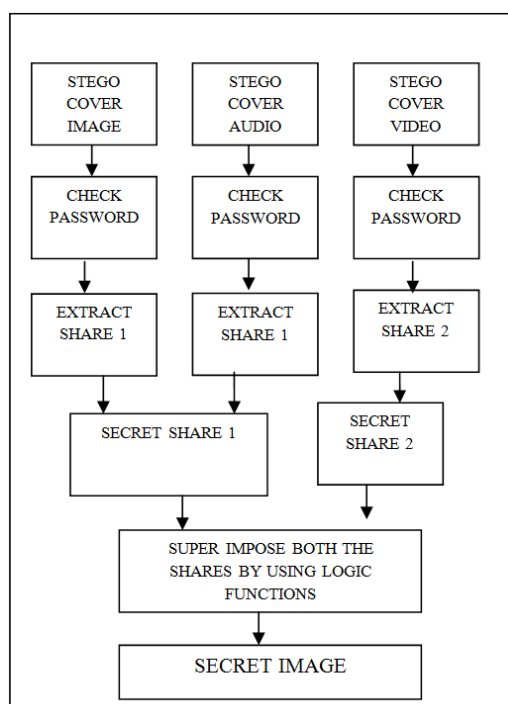 STEGO
COVER
IMAGE
STEGO
COVER
AUDIO
STEGO
COVER
VIDEO
CHECK
PASSWORD
CHECK
PASSWORD
CHECK
PASSWORD
EXTRACT
SHARE 1
EXTRACT
SHARE 1
EXTRACT
SHARE 2
SECRET SHARE 1
SECRET
SHARE 2
SUPER IMPOSE BOTH THE
SHARES BY USING LOGIC
FUNCTIONS
SECRET IMAGE